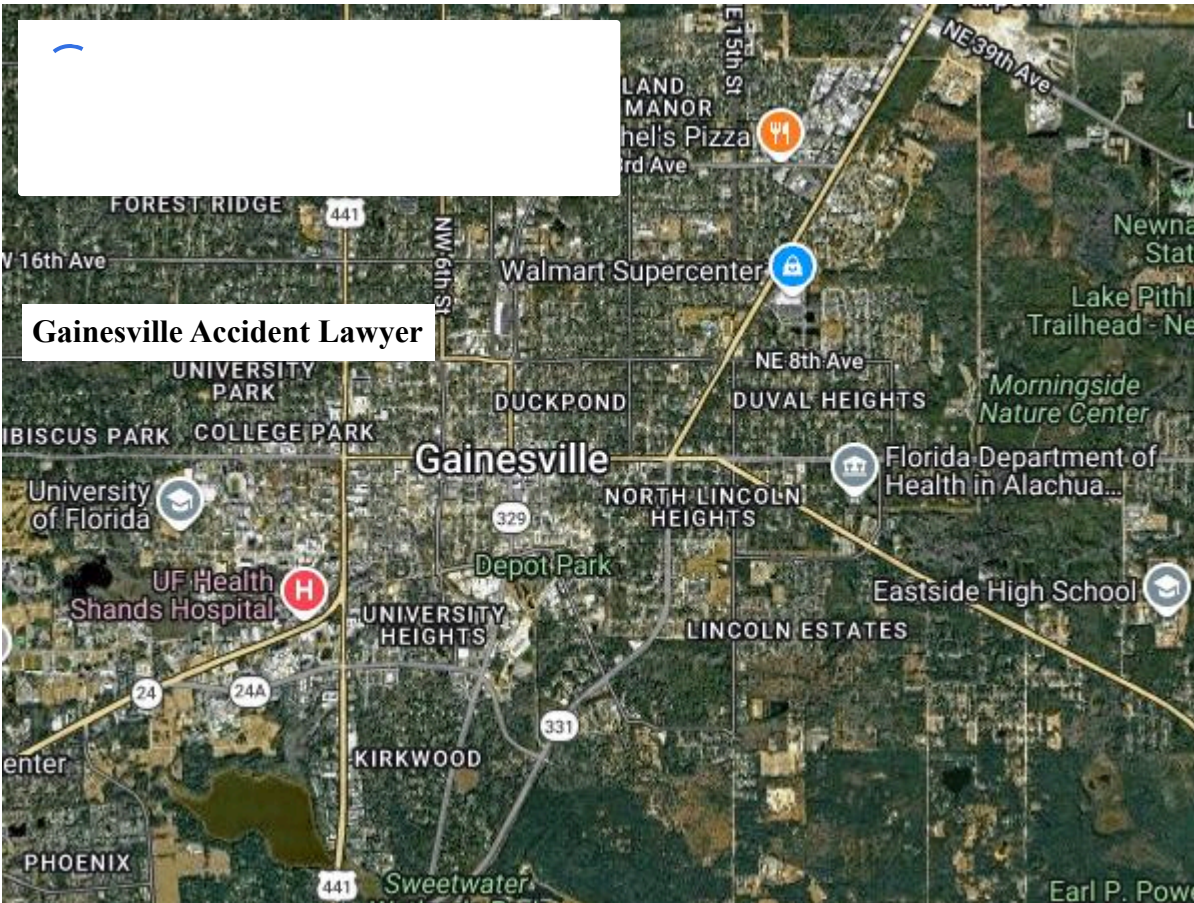 Airport
E 15th St
NE 39th Ave
LAND
MANOR
hel's Pizza
3rd Ave
FOREST RIDGE
441
NW 6th St
W 16th Ave
Walmart Supercenter
Newna
Stat
Lake Pithl
Trailhead - Ne
Gainesville Accident Lawyer
NE 8th Ave
UNIVERSITY
PARK
DUCKPOND
DUVAL HEIGHTS
Morningside
Nature Center
IBISCUS PARK
COLLEGE PARK
Gainesville
Florida Department of
Health in Alachua...
University
of Florida
329
NORTH LINCOLN
HEIGHTS
Depot Park
UF Health
Shands Hospital
H
Eastside High School
UNIVERSITY
HEIGHTS
LINCOLN ESTATES
24
24A
331
enter
KIRKWOOD
PHOENIX
441
Sweetwater
Earl P. Powe